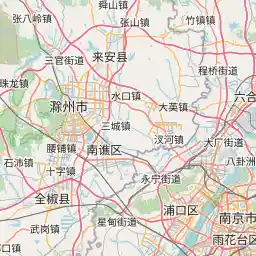 舜山镇
竹镇镇
张八岭镇
张山镇
来安县
三官街道
程桥街道
珠龙镇
水口镇
六合
滁州市
大英镇
三城镇
汊河镇
腰铺镇
南谯区
大厂街道
石沛镇
八卦洲
十字镇
永宁街道
全椒县
浦口区
南京市
星甸街道
武岗镇
雨花台区
口镇